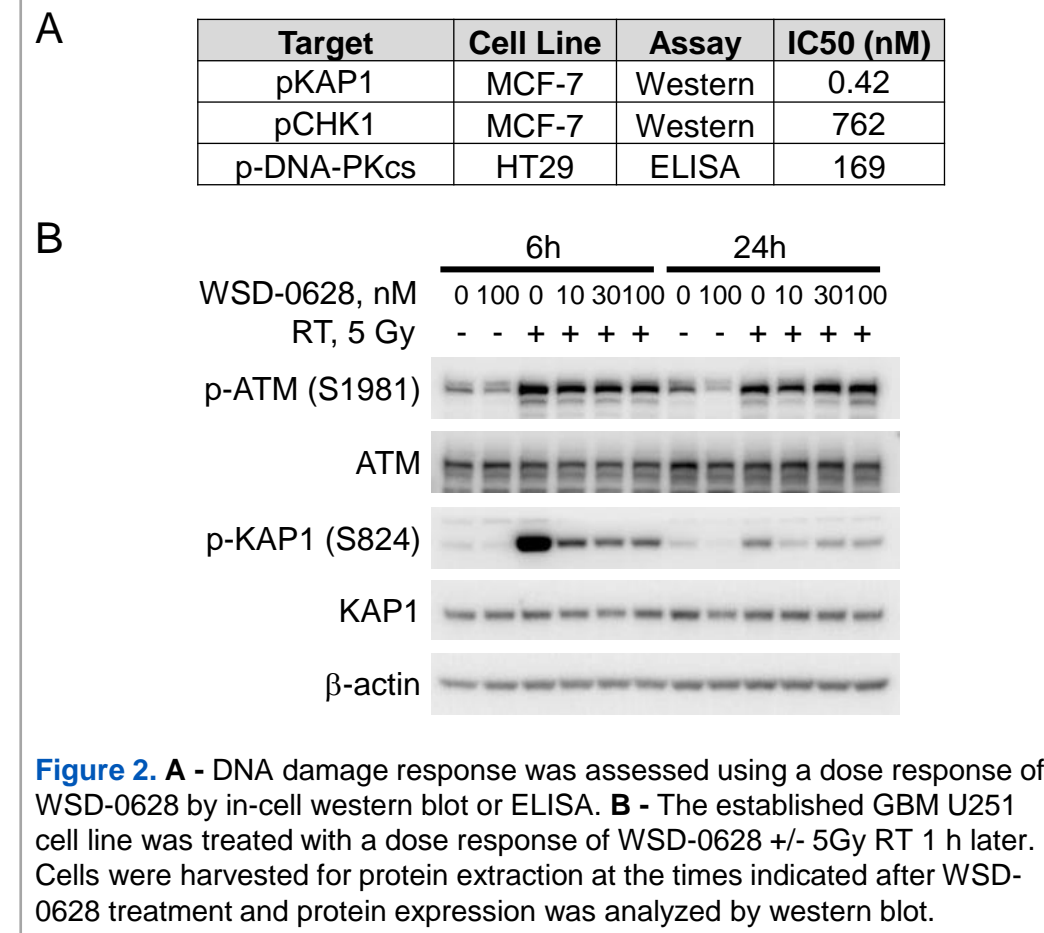 A
Target Cell Line Assay IC50 (nM)
pKAP1 MCF-7 Western 0.42
pCHK1 MCF-7 Western 762
p-DNA-PKcs HT29 ELISA 169
B
6h 24h
WSD-0628, nM 0 100 0 10 30 100 0 100 0 10 30 100
RT, 5 Gy - - + + + + - - + + + +
p-ATM (S1981)
ATM
p-KAP1 (S824)
KAP1
β-actin
Figure 2. A - DNA damage response was assessed using a dose response of
WSD-0628 by in-cell western blot or ELISA. B - The established GBM U251
cell line was treated with a dose response of WSD-0628 +/- 5Gy RT 1 h later.
Cells were harvested for protein extraction at the times indicated after WSD-
0628 treatment and protein expression was analyzed by western blot.